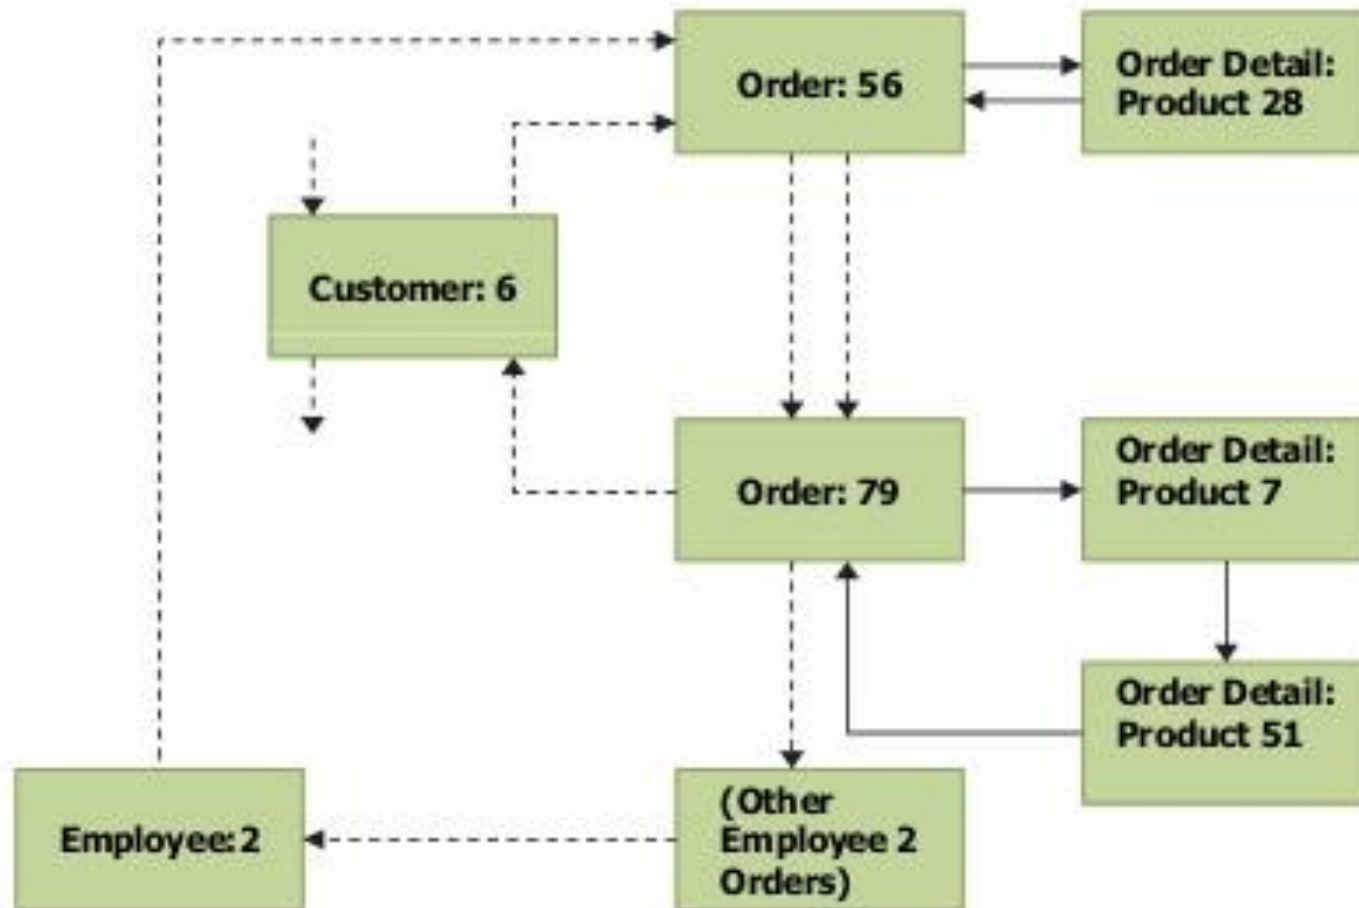 Order: 56
Order Detail:
Product 28
Customer: 6
Order: 79
Order Detail:
Product 7
Order Detail:
Product 51
Employee:2
(Other
Employee 2
Orders)